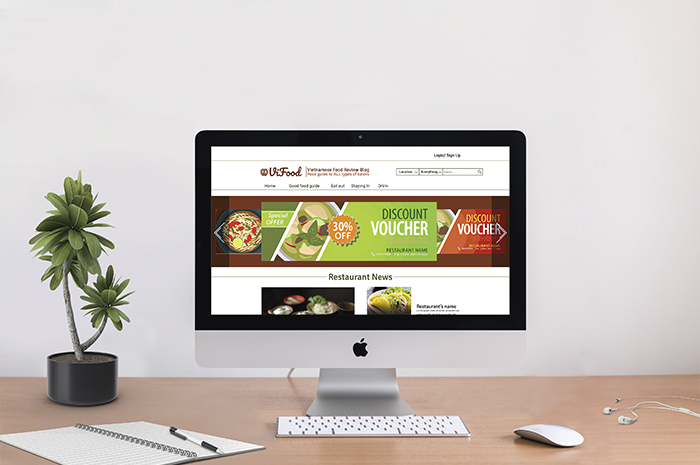 Login/ Sign Up
ViFood
Vietnamese Food Review Blog
Food guide to ALL types of eaters
Location
Everything
Search...
Home
Good food guide
Eat out
Staying in
Drink
Special
OFFER
30%
OFF
DISCOUNT
VOUCHER
RESTAURANT NAME
DISCOUNT
VOUCHER
Restaurant News
Restaurant's name